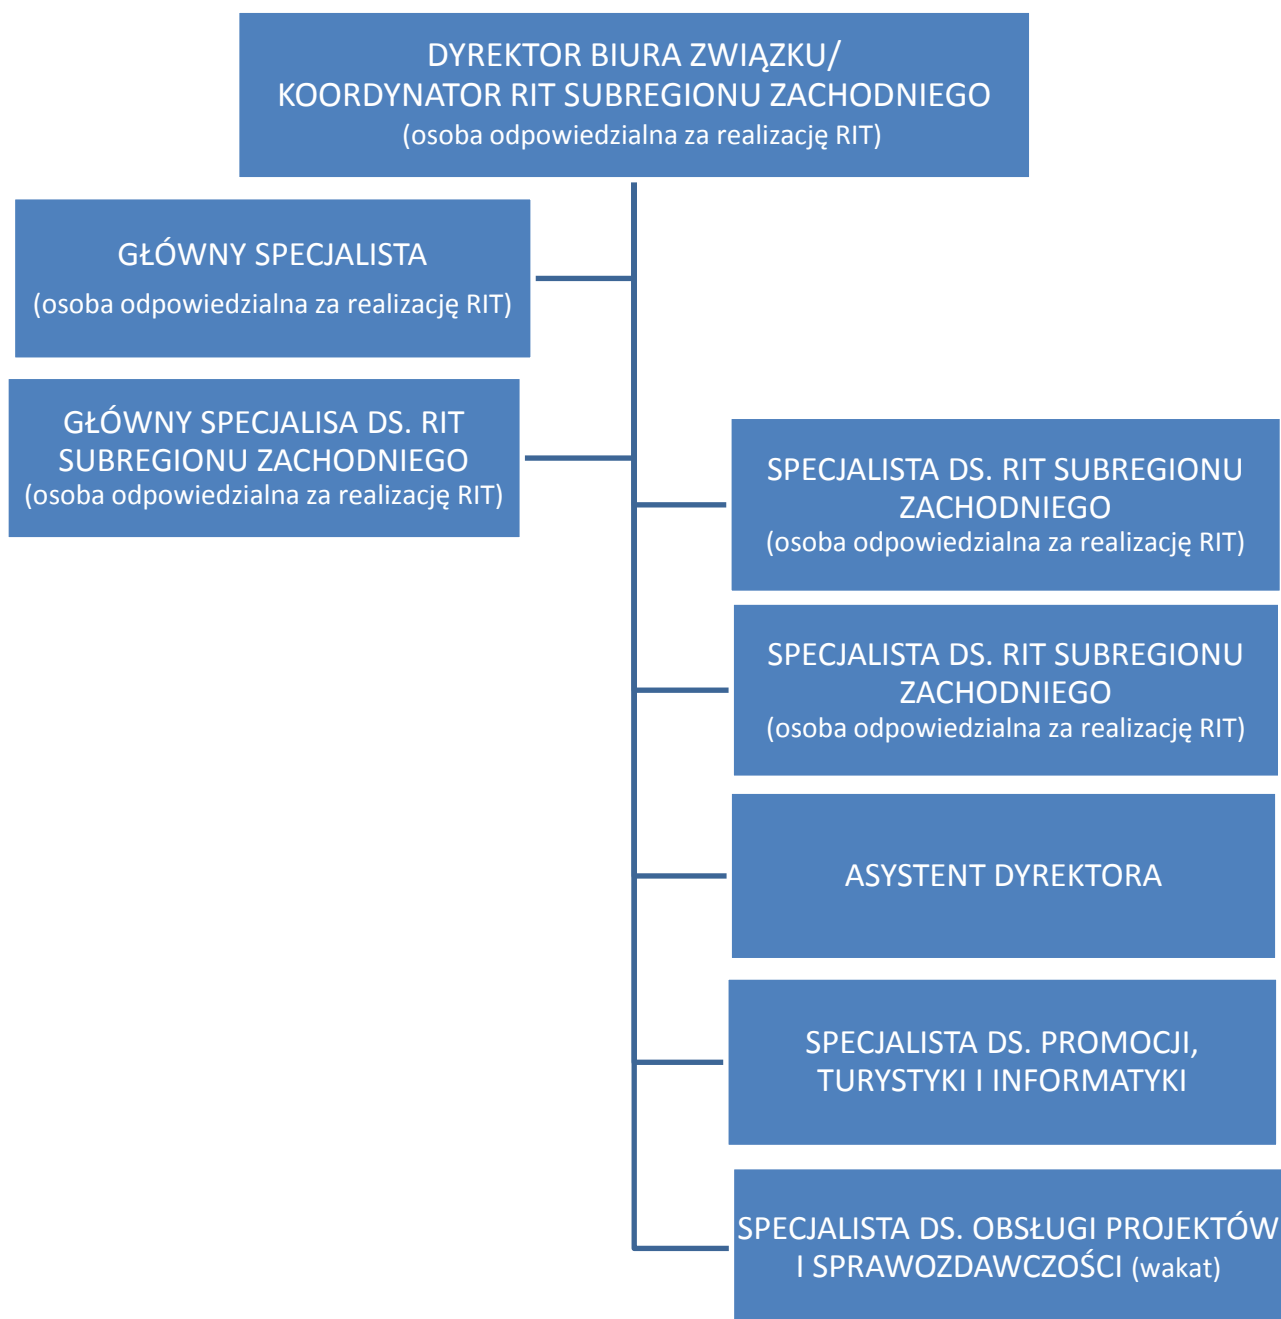 DYREKTOR BIURA ZWIĄZKU/
KOORDYNATOR RIT SUBREGIONU ZACHODNIEGO
(osoba odpowiedzialna za realizację RIT)
GŁÓWNY SPECJALISTA
(osoba odpowiedzialna za realizację RIT)
GŁÓWNY SPECJALISA DS. RIT
SUBREGIONU ZACHODNIEGO
(osoba odpowiedzialna za realizację RIT)
SPECJALISTA DS. RIT SUBREGIONU
ZACHODNIEGO
(osoba odpowiedzialna za realizację RIT)
SPECJALISTA DS. RIT SUBREGIONU
ZACHODNIEGO
(osoba odpowiedzialna za realizację RIT)
ASYSTENT DYREKTORA
SPECJALISTA DS. PROMOCJI,
TURYSTYKI I INFORMATYKI
SPECJALISTA DS. OBSŁUGI PROJEKTÓW
I SPRAWOZDAWCZOŚCI (wakat)